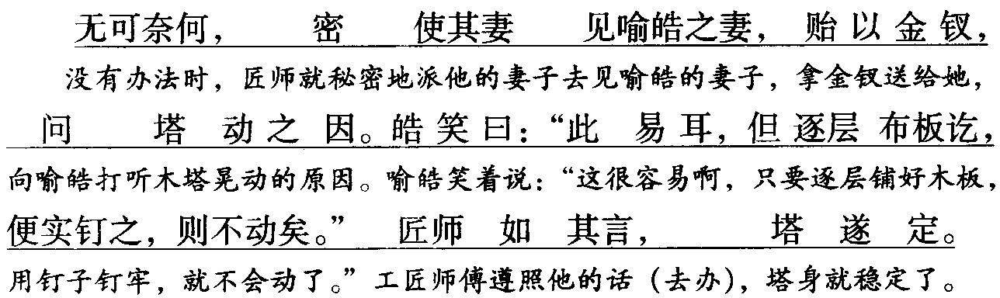 无可奈何， 密 使其妻 见喻皓之妻， 贻以金钗，
没有办法时，匠师就秘密地派他的妻子去见喻皓的妻子，拿金钗送给她，
问 塔动之因。皓笑曰：“此 易耳，但逐层 布板讫，
向喻皓打听木塔晃动的原因。喻皓笑着说：“这很容易啊，只要逐层铺好木板，
便实钉之，则不动矣。” 匠师 如 其言， 塔 遂 定。
用钉子钉牢，就不会动了。”工匠师傅遵照他的话（去办），塔身就稳定了。